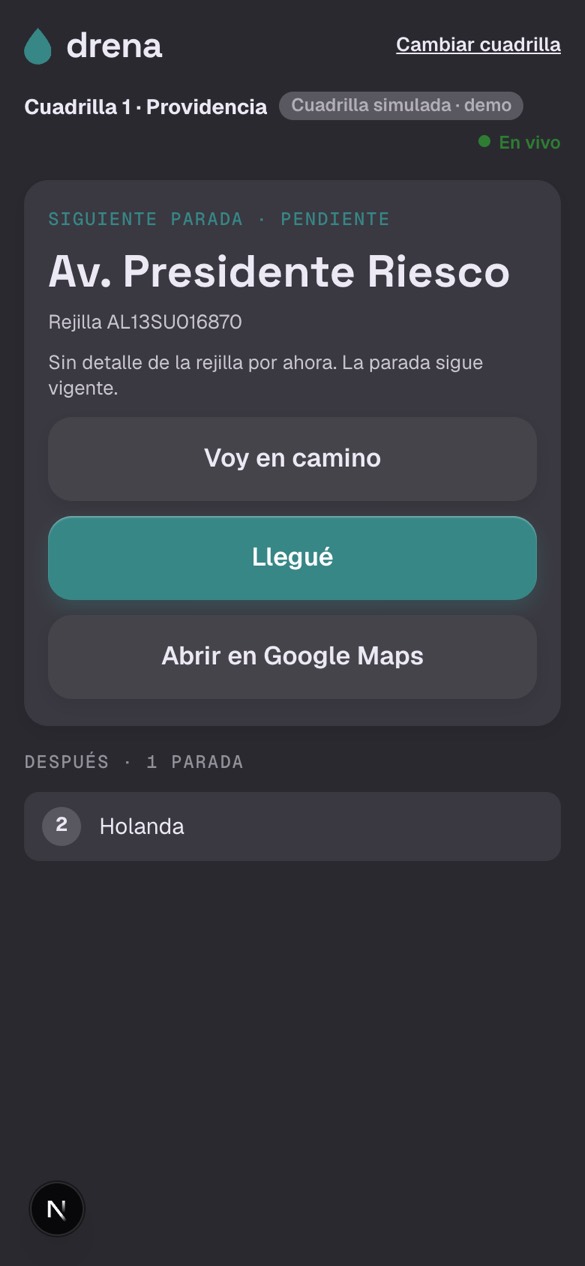 drena
Cambiar cuadrilla
Cuadrilla 1 · Providencia
Cuadrilla simulada · demo
En vivo
SIGUIENTE PARADA · PENDIENTE
Av. Presidente Riesco
Rejilla AL13SU016870
Sin detalle de la rejilla por ahora. La parada sigue
vigente.
Voy en camino
Llegué
Abrir en Google Maps
DESPUÉS · 1 PARADA
2 Holanda
N